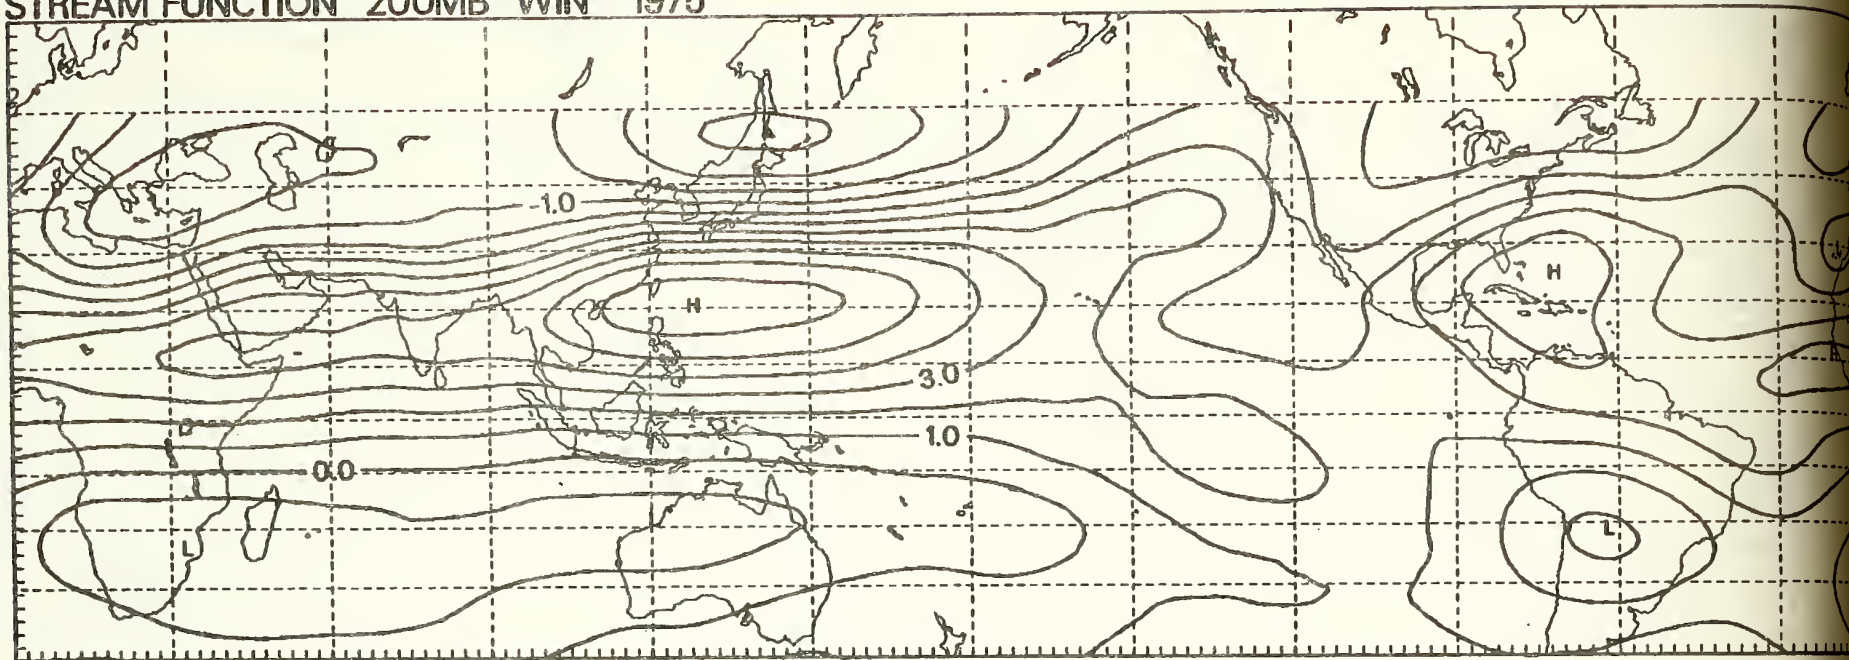 STREAM FUNCTION 200MB WIN 1975
-1.0
H
H
3.0
1.0
0.0
L
L